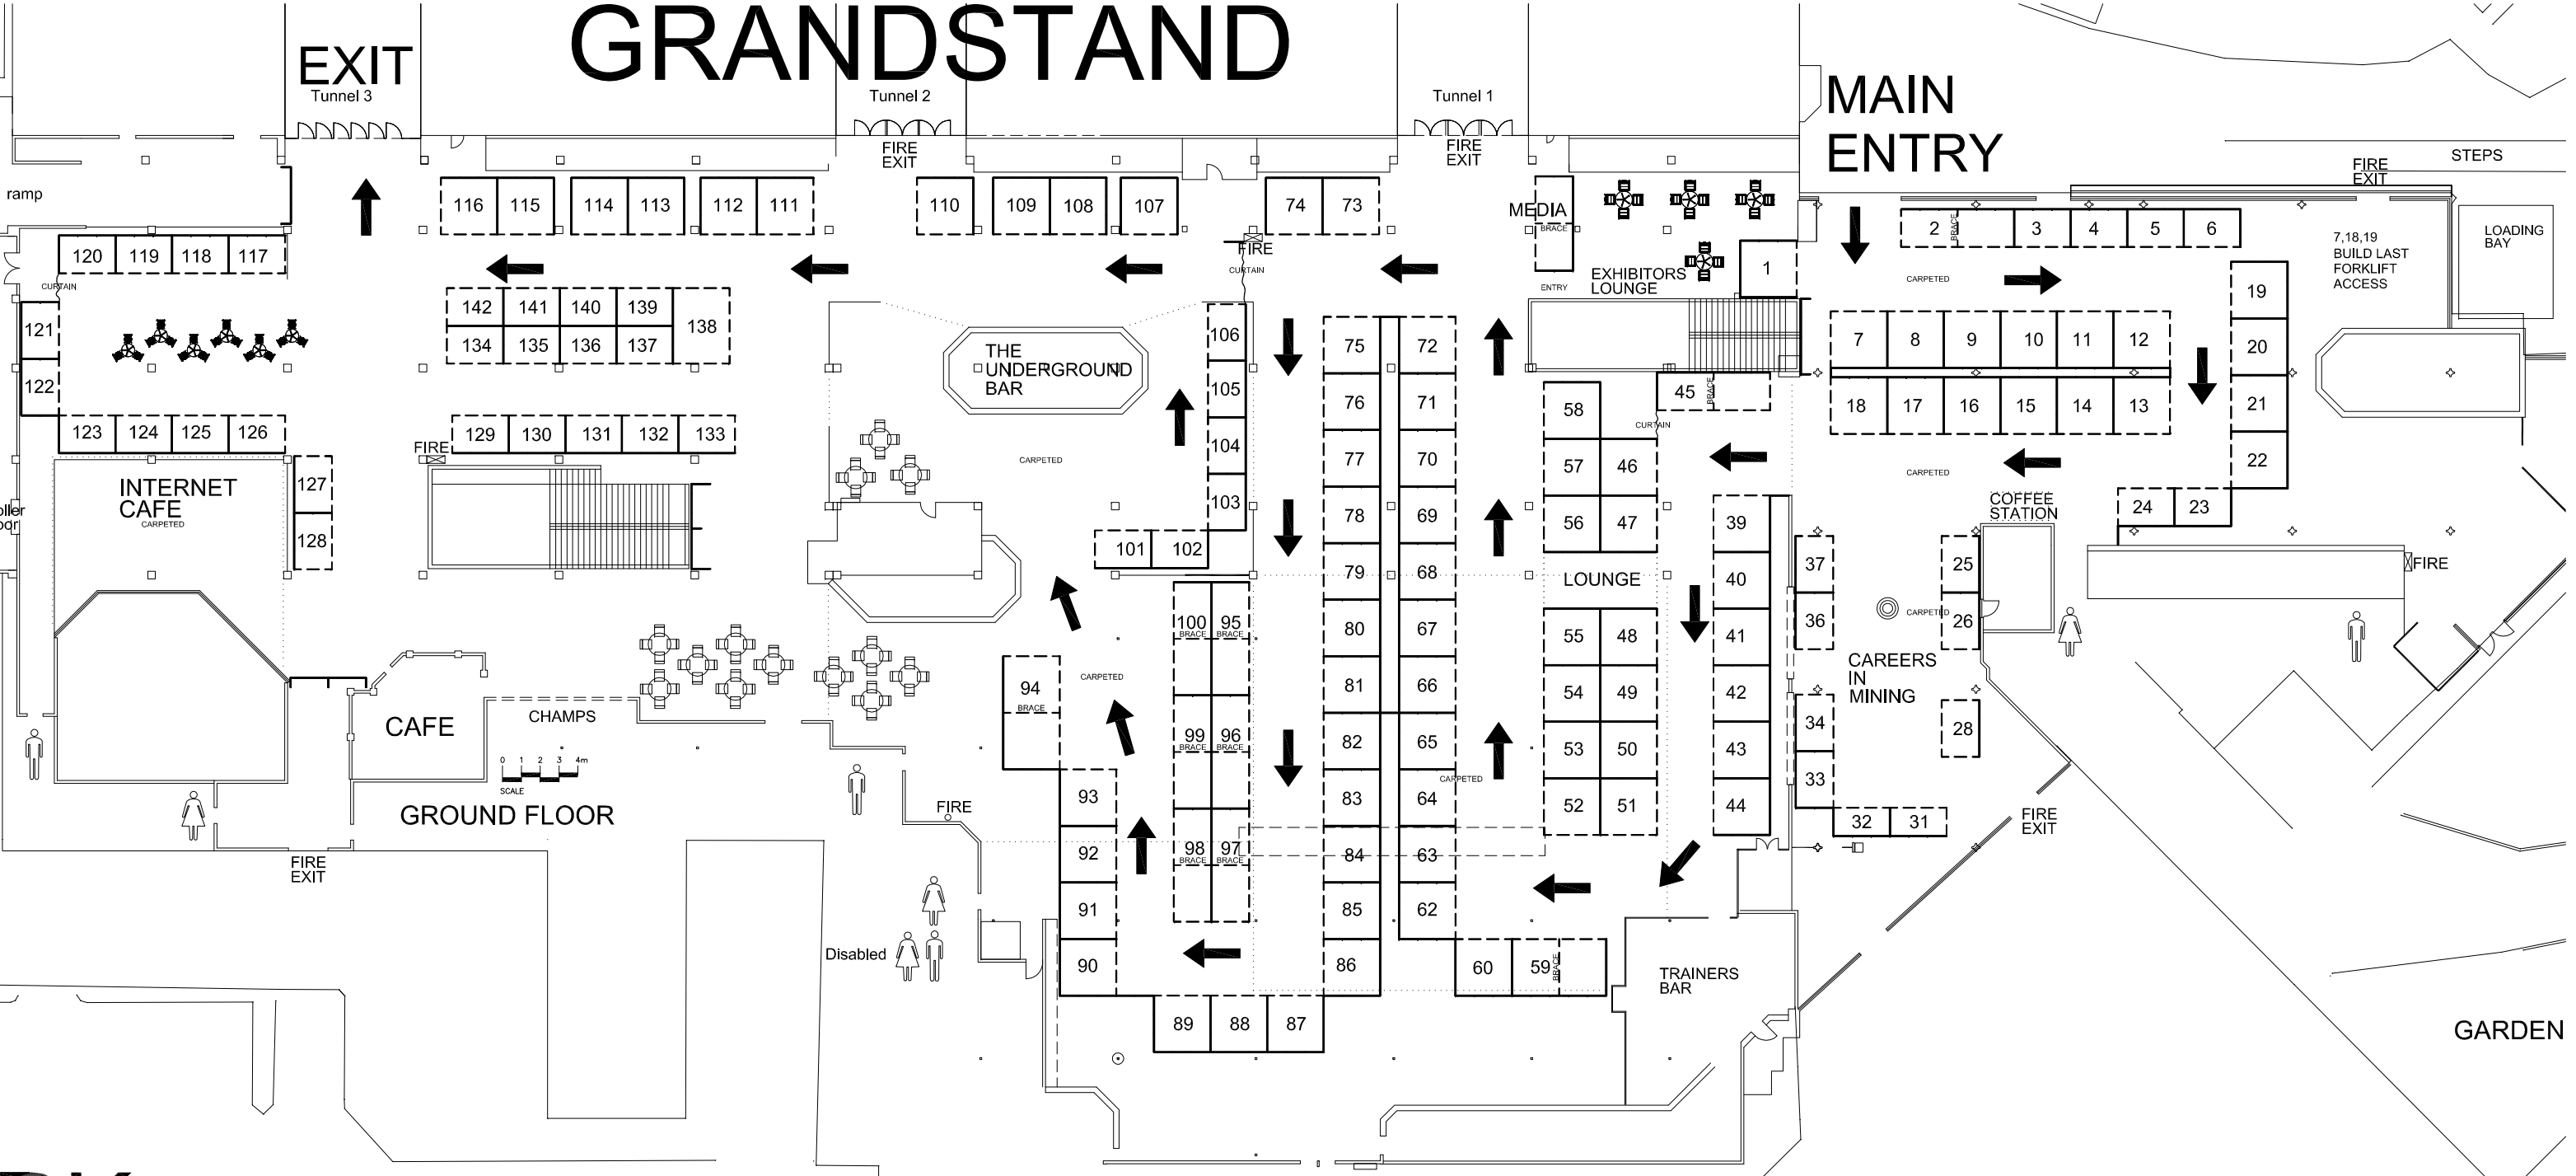 GRANDSTAND
EXIT
Tunnel 3
Tunnel 2
Tunnel 1
MAIN
ENTRY
FIRE
EXIT
FIRE
EXIT
FIRE
EXIT
STEPS
ramp
116 115 114 113 112 111 110 109 108 107 74 73
MEDIA
BRACE
2 BRACE 3 4 5 6
7,18,19
BUILD LAST
FORKLIFT
ACCESS
LOADING
BAY
120 119 118 117
FIRE
CURTAIN
EXHIBITORS
LOUNGE
1
ENTRY
CARPETED
19
CURTAIN
121
122
142 141 140 139 138
134 135 136 137
THE
UNDERGROUND
BAR
106
105
104
103
75 72
76 71
77 70
78 69
79 68
80 67
81 66
82 65
83 64
84 63
85 62
86
7 8 9 10 11 12
18 17 16 15 14 13
20
21
22
45 BRACE
CURTAIN
58
57 46
56 47
LOUNGE
55 48
54 49
53 50
52 51
123 124 125 126
129 130 131 132 133
FIRE
CARPETED
CARPETED
24 23
COFFEE
STATION
INTERNET
CAFE
CARPETED
127
128
oller
oor
101 102
39
40
41
42
43
44
37
36
34
33
32 31
25
26
28
CARPETED
CAREERS
IN
MINING
FIRE
100 95
BRACE BRACE
99 96
BRACE BRACE
98 97
BRACE BRACE
94
BRACE
CARPETED
93
92
91
90
89 88 87
CARPETED
60 59 BRACE
CAFE
CHAMPS
0 1 2 3 4m
SCALE
GROUND FLOOR
FIRE
EXIT
FIRE
FIRE
EXIT
Disabled
TRAINERS
BAR
GARDEN